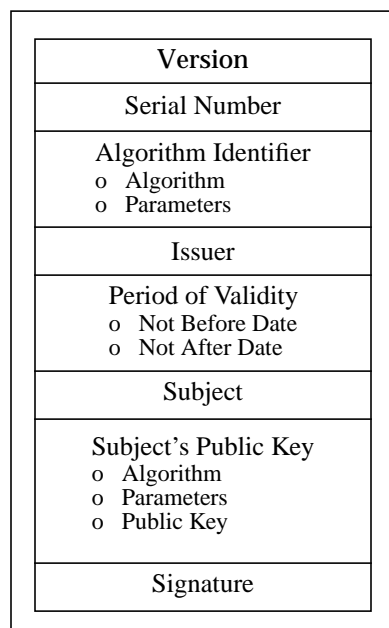 Version
Serial Number
Algorithm Identifier
o Algorithm
o Parameters
Issuer
Period of Validity
o Not Before Date
o Not After Date
Subject
Subject's Public Key
o Algorithm
o Parameters
o Public Key
Signature